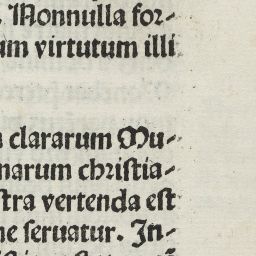 . Nonnulla for⸗
um virtutum illi
clararum Mu⸗
narum chriſtia⸗
ſtra vertenda eſt
ne ſeruatur. In⸗